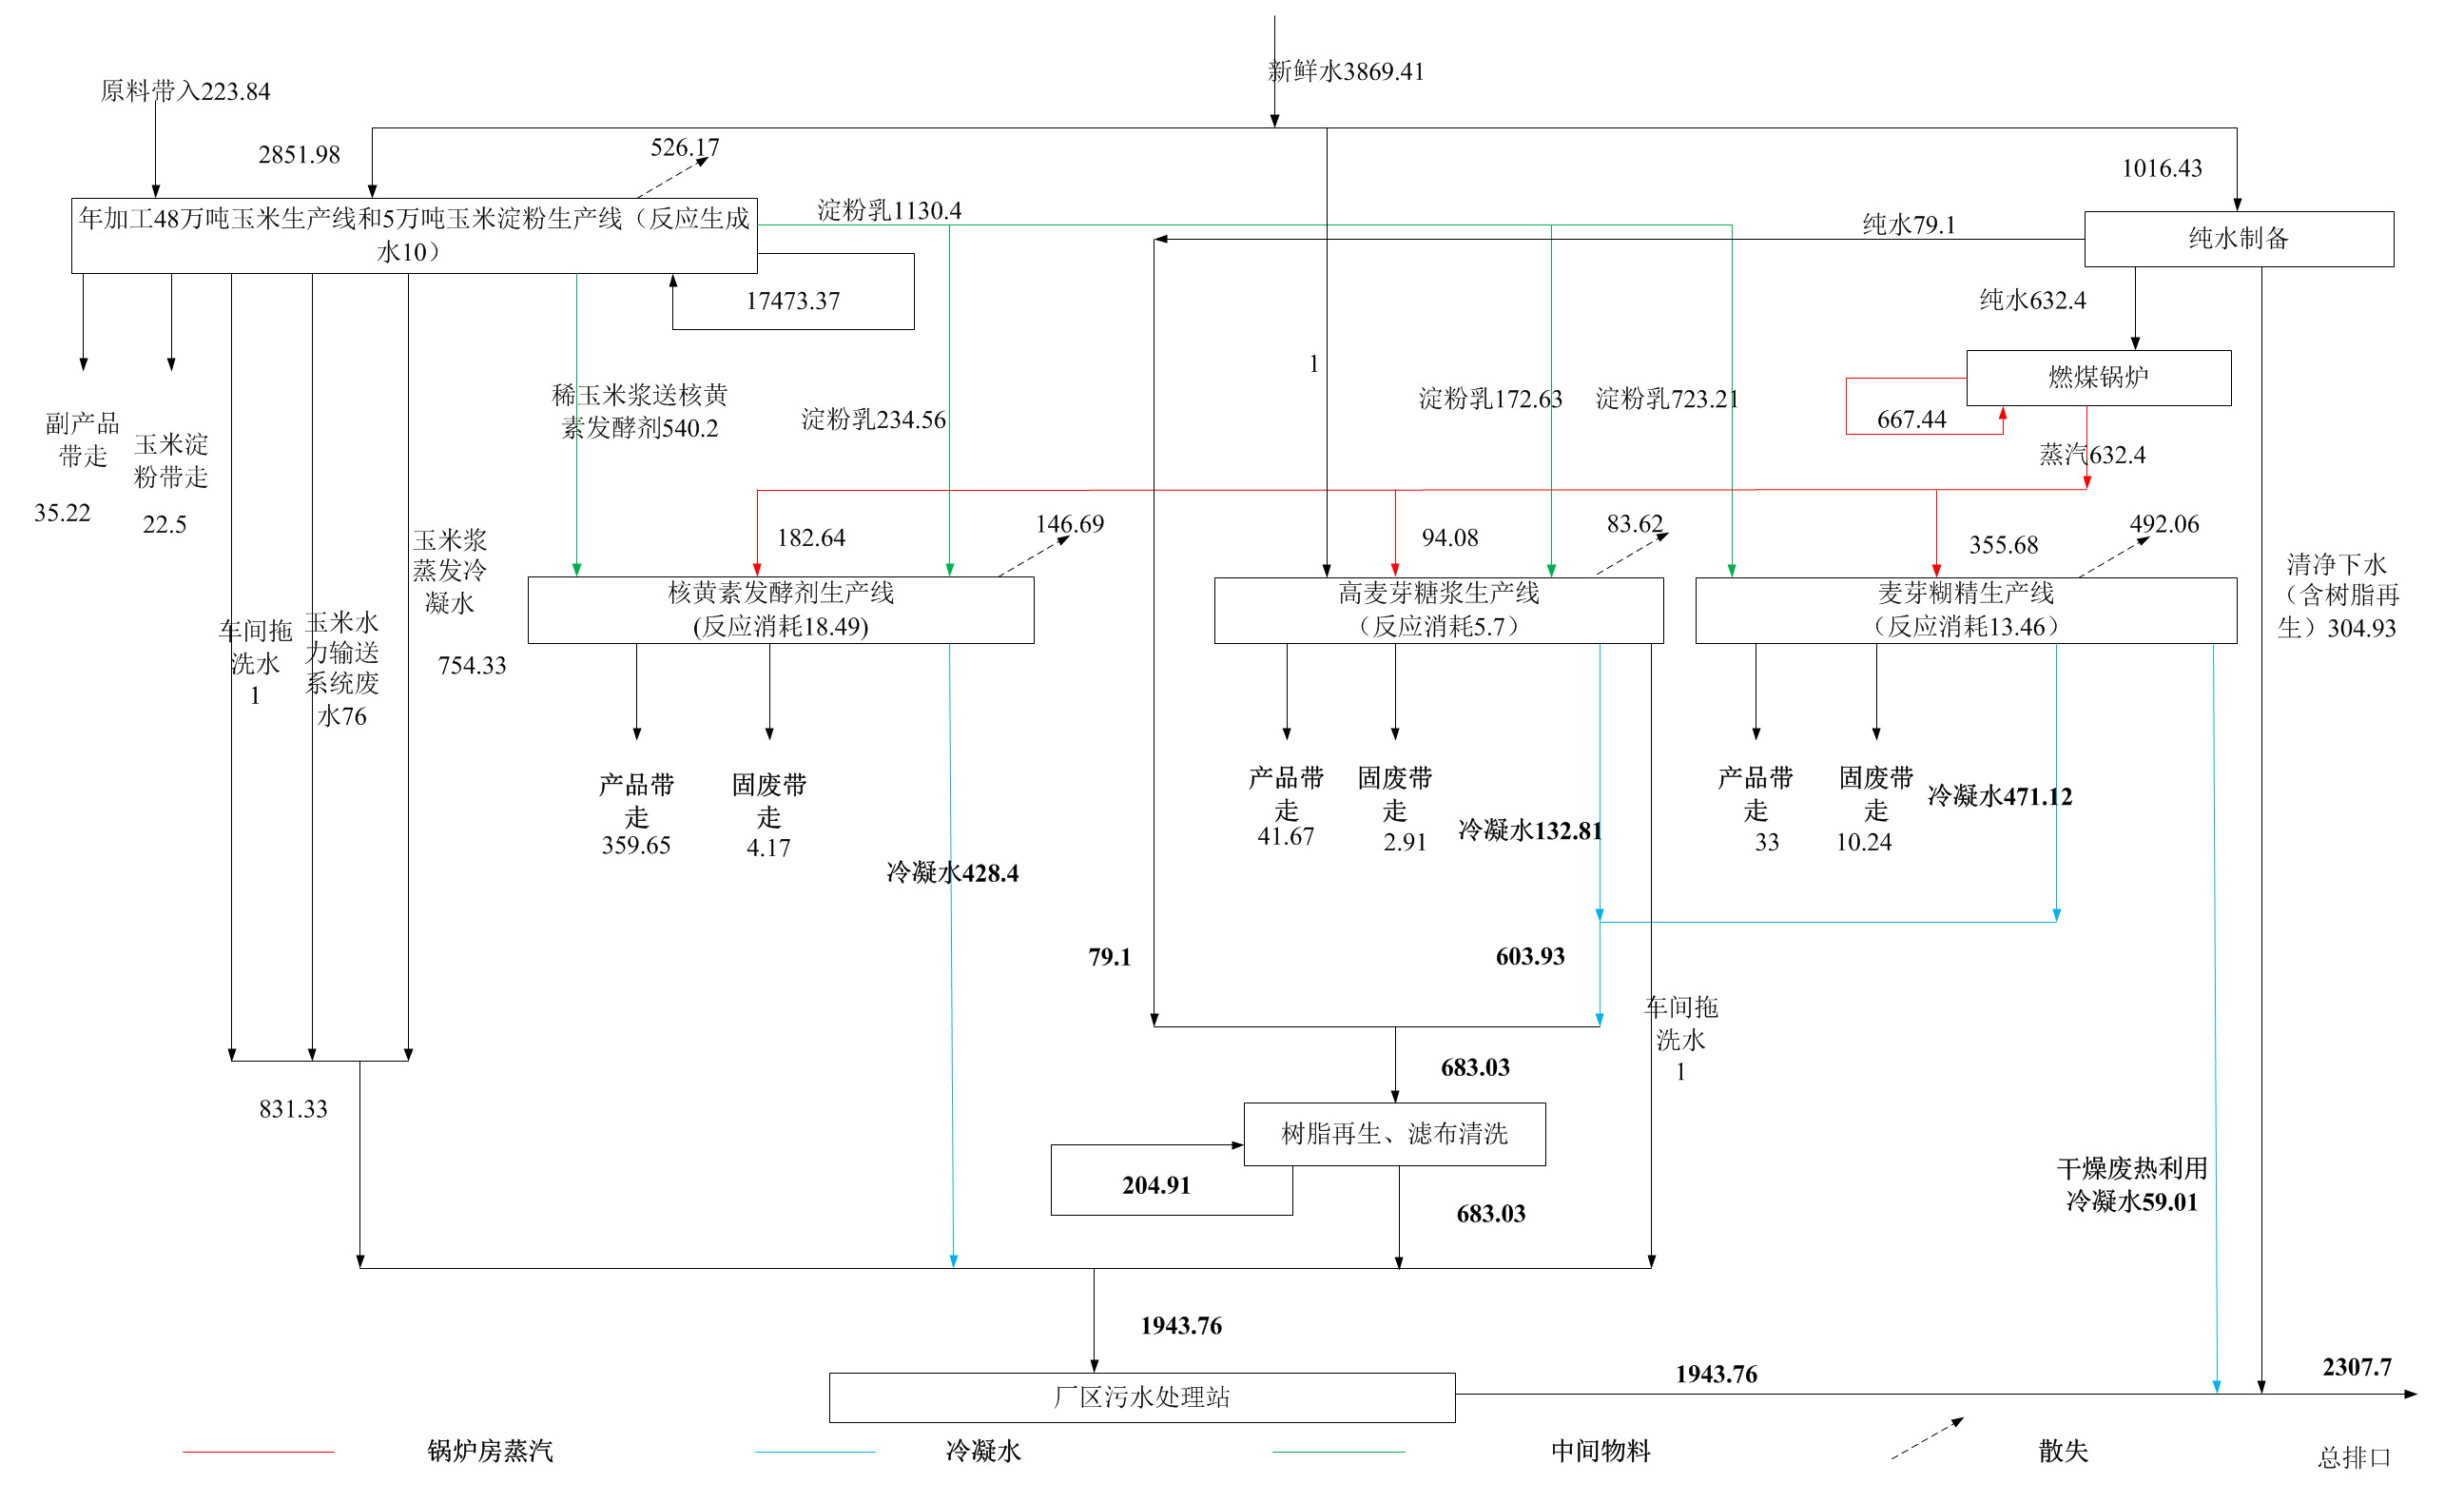 新鲜水3869.41
原料带入223.84
2851.98
526.17
1016.43
年加工48万吨玉米生产线和5万吨玉米淀粉生产线（反应生成
水10）
淀粉乳1130.4
纯水79.1
纯水制备
17473.37
纯水632.4
1
燃煤锅炉
667.44
蒸汽632.4
稀玉米浆送核黄
素发酵剂540.2
淀粉乳234.56
淀粉乳172.63
淀粉乳723.21
副产品
带走
35.22
玉米淀
粉带走
22.5
玉米浆
蒸发冷
凝水
754.33
182.64
146.69
94.08
83.62
355.68
492.06
清净下水
（含树脂再
生）304.93
核黄素发酵剂生产线
(反应消耗18.49)
高麦芽糖浆生产线
（反应消耗5.7）
麦芽糊精生产线
（反应消耗13.46）
车间拖
洗水
1
玉米水
力输送
系统废
水76
产品带
走
359.65
固废带
走
4.17
冷凝水428.4
产品带
走
41.67
固废带
走
2.91
冷凝水132.81
产品带
走
33
固废带
走
10.24
冷凝水471.12
79.1
603.93
车间拖
洗水
1
683.03
831.33
树脂再生、滤布清洗
204.91
683.03
干燥废热利用
冷凝水59.01
1943.76
厂区污水处理站
1943.76
2307.7
锅炉房蒸汽
冷凝水
中间物料
散失
总排口